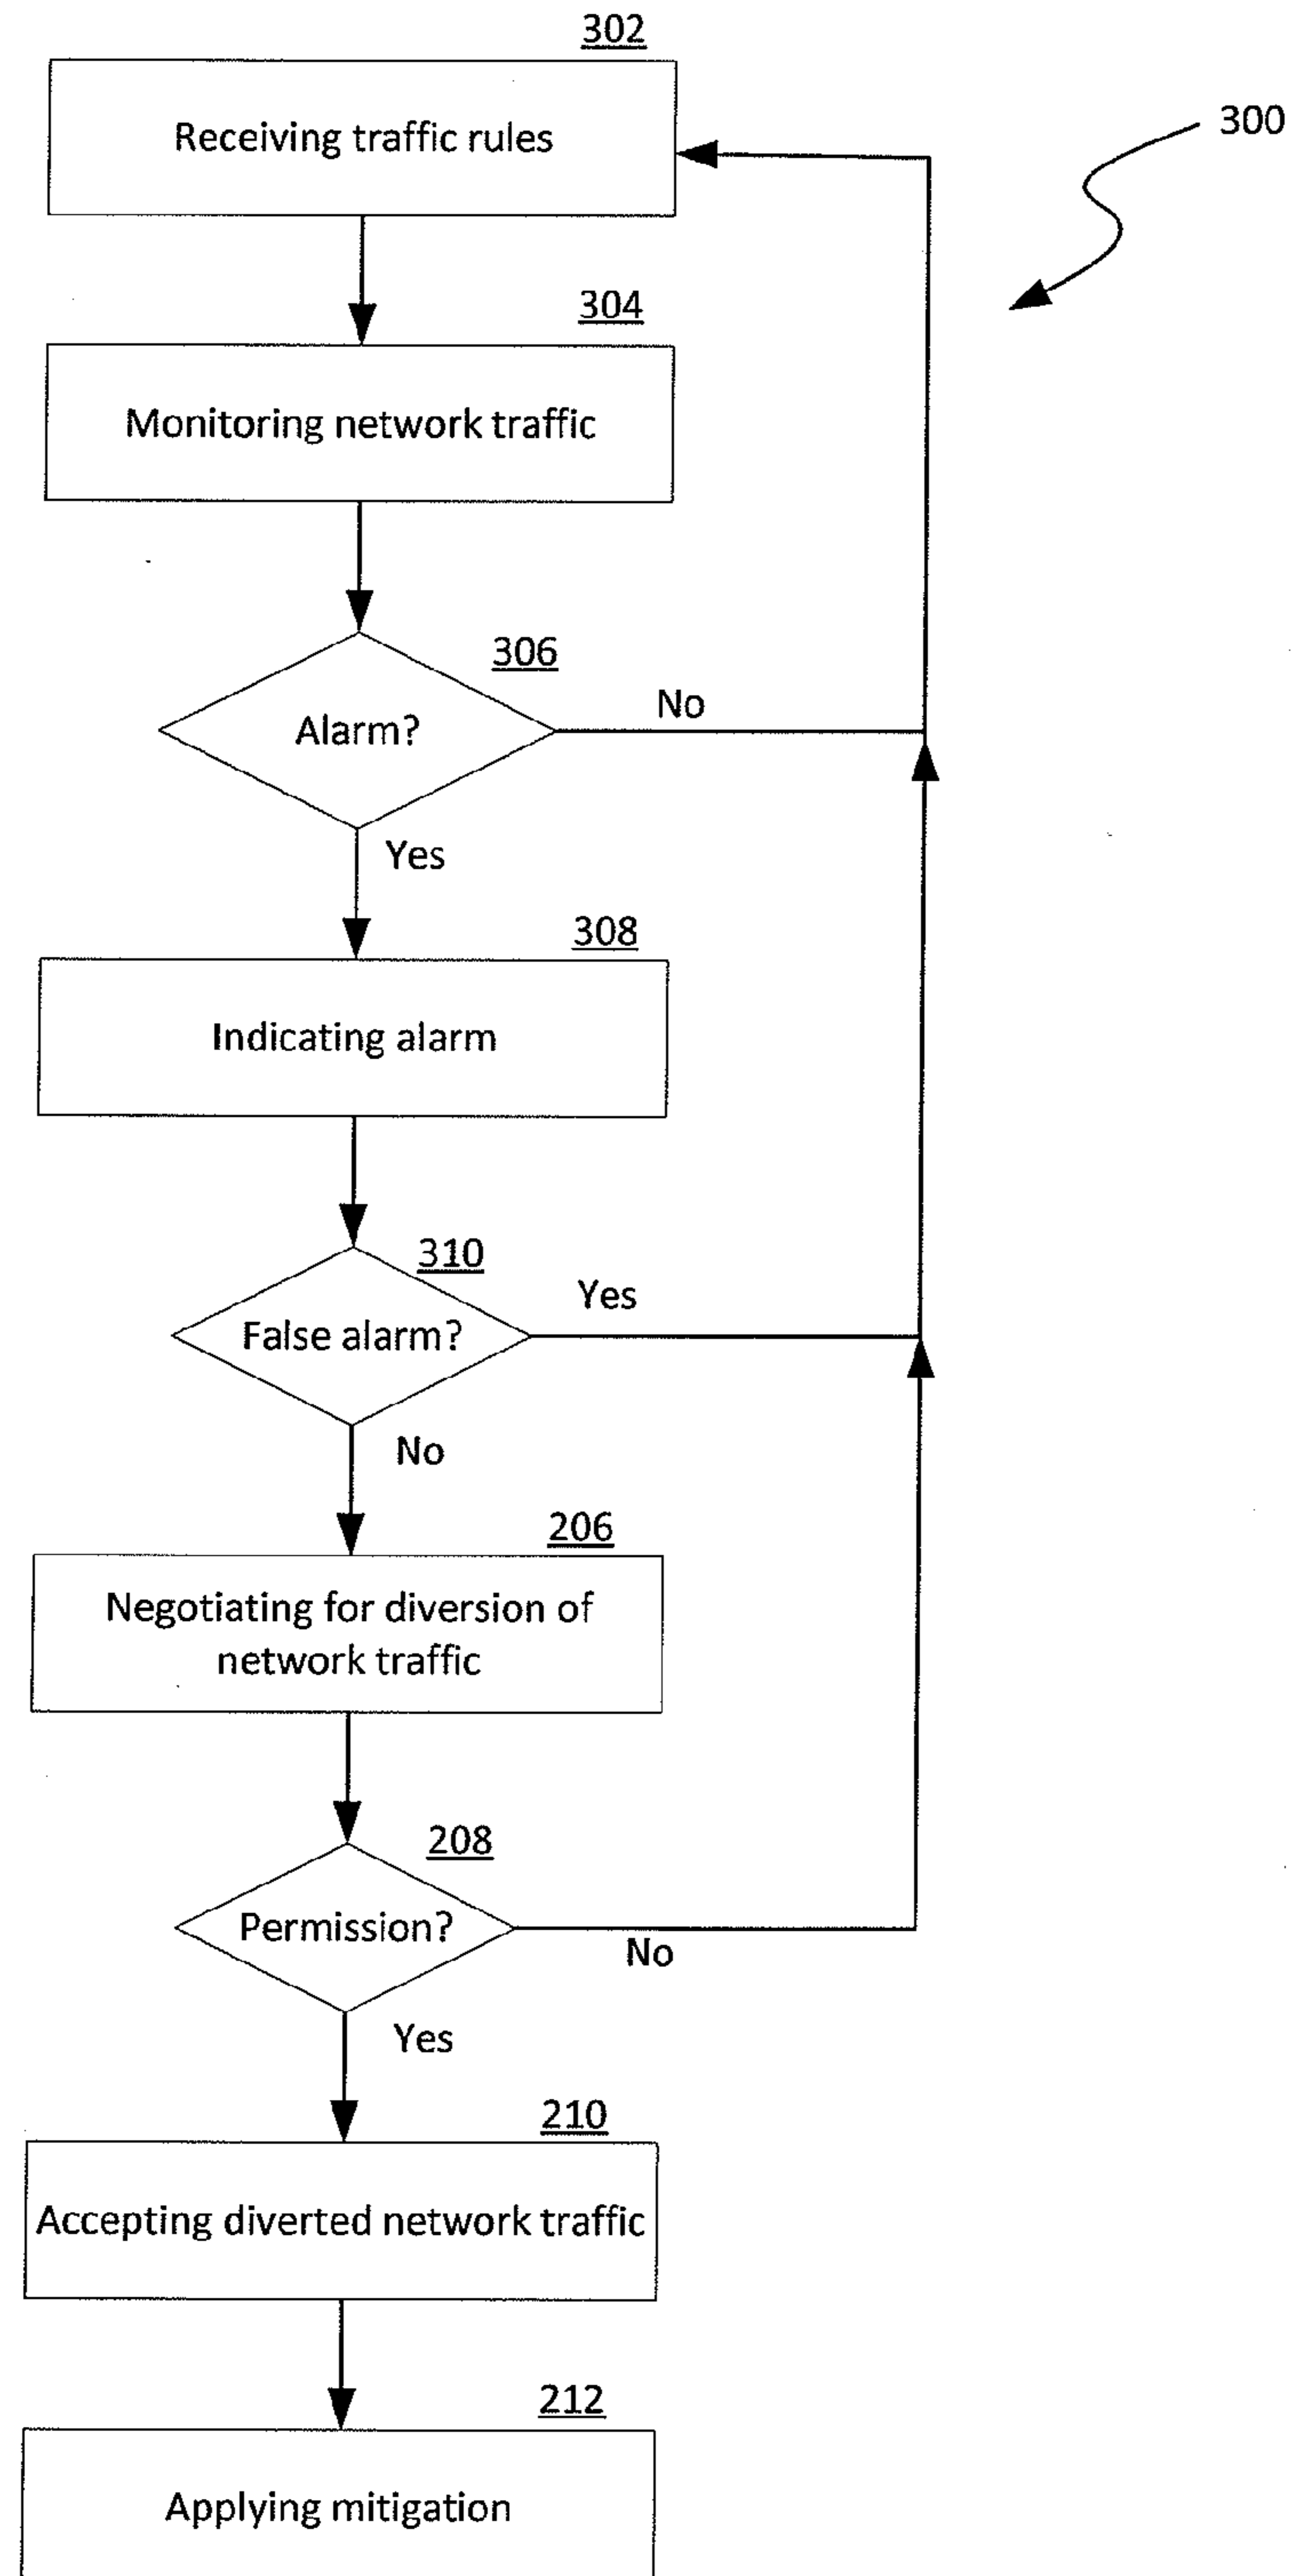 302
Receiving traffic rules
300
304
Monitoring network traffic
306
Alarm?
No
Yes
308
Indicating alarm
310
False alarm?
Yes
No
206
Negotiating for diversion of
network traffic
208
Permission?
No
Yes
210
Accepting diverted network traffic
212
Applying mitigation